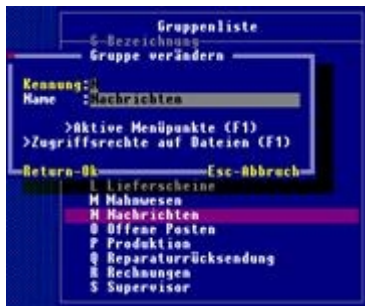 Gruppenliste
G Bezeichnung
Gruppe verändern
Kennung:
Name :Nachrichten
>Aktive Menüpunkte (F1)
>Zugriffsrechte auf Dateien (F1)
Return-Ok Esc-Abbruch
L Lieferscheine
M Mahnwesen
N Nachrichten
O Offene Posten
P Produktion
Q Reparaturrücksendung
R Rechnungen
S Supervisor